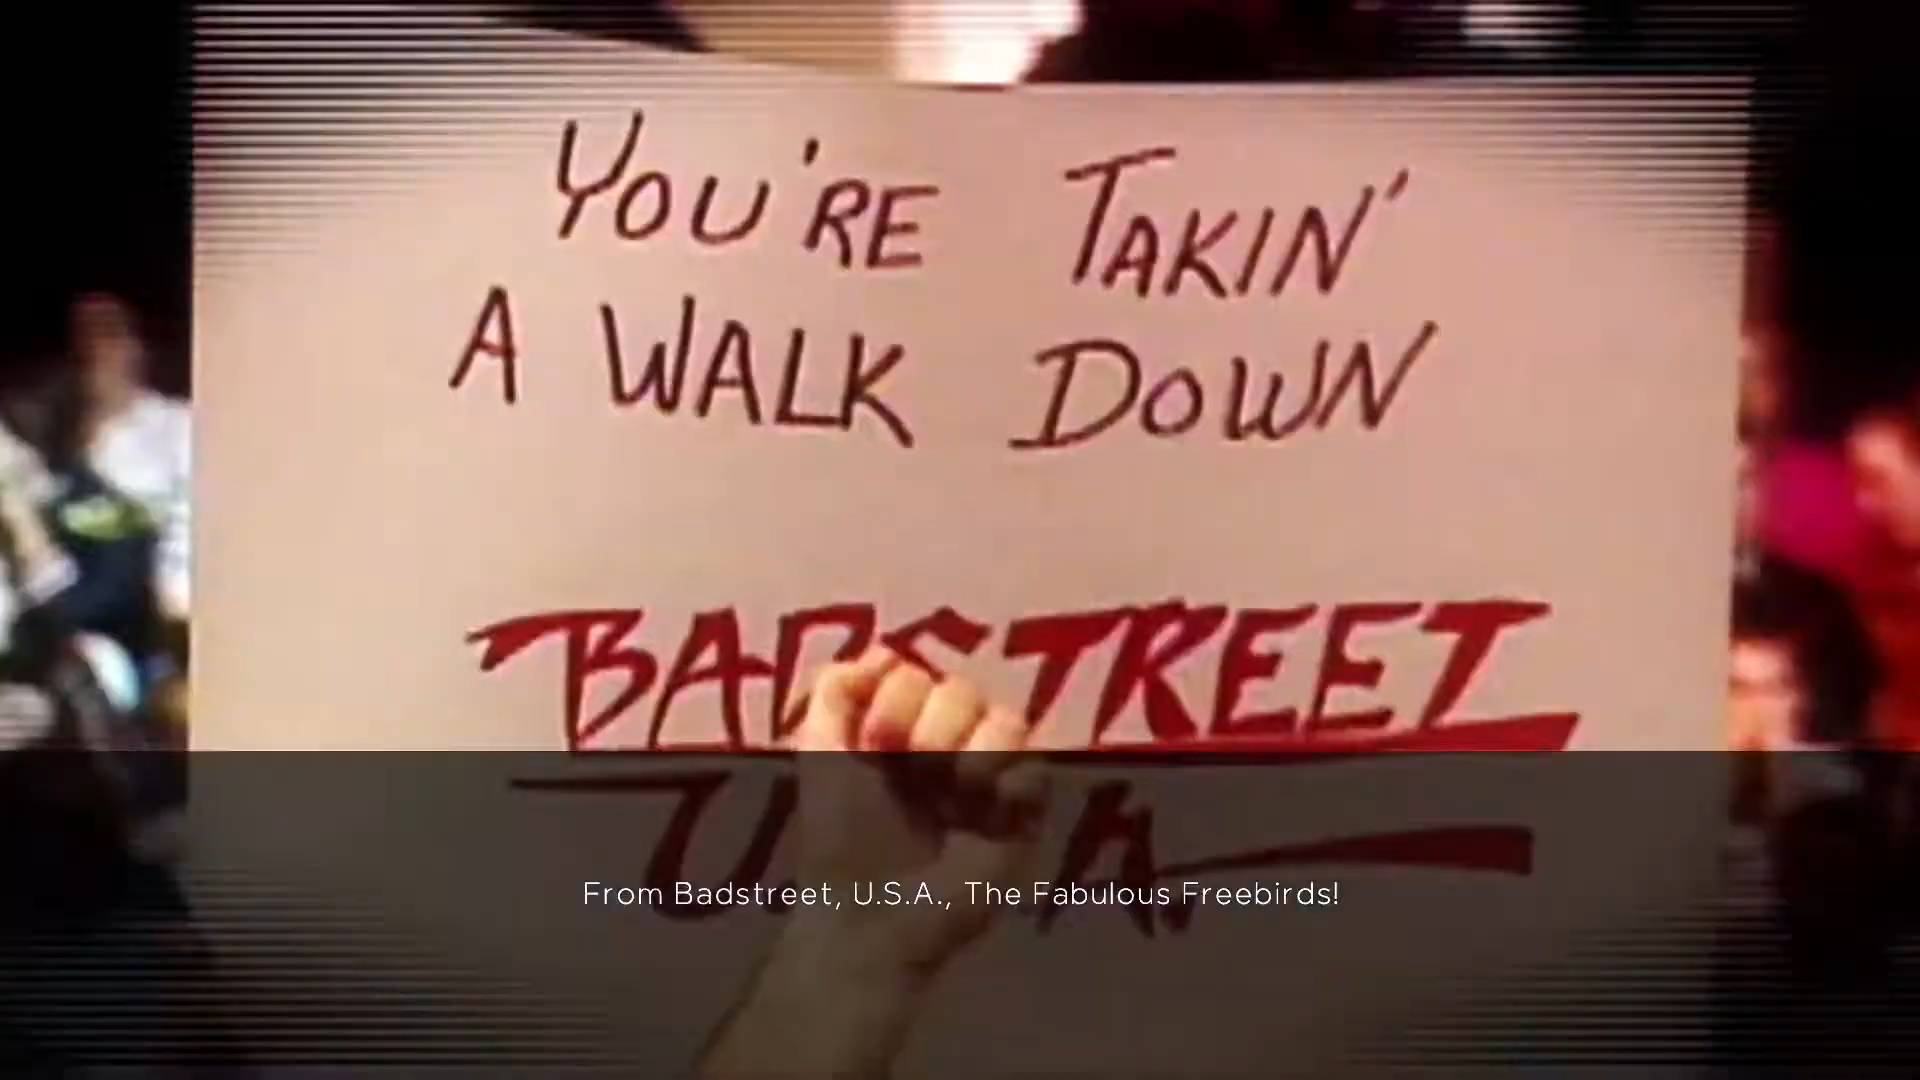 YOU'RE TAKIN'
A WALK DOWN
BADSTREET
U.S.A.
From Badstreet, U.S.A., The Fabulous Freebirds!